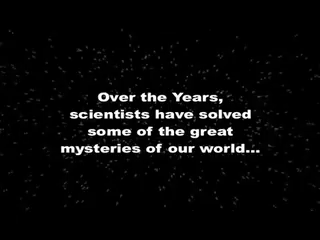 Over the Years,
scientists have solved
some of the great
mysteries of our world...